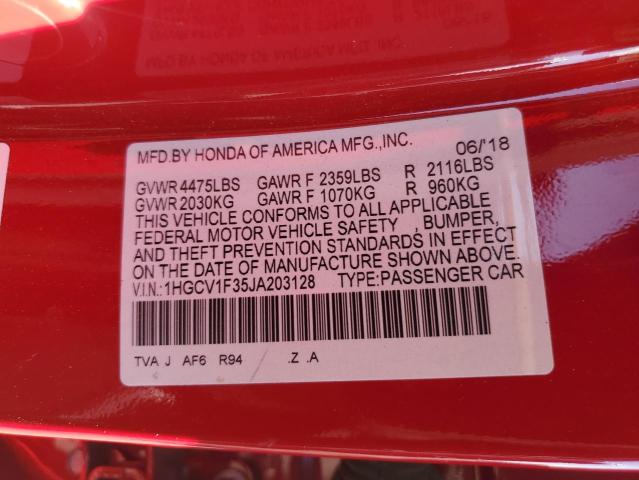 MFD.BY HONDA OF AMERICA MFG.,INC. 06/'18
GVWR 4475LBS GAWR F 2359LBS R 2116LBS
GVWR 2030KG GAWR F 1070KG R 960KG
THIS VEHICLE CONFORMS TO ALL APPLICABLE
FEDERAL MOTOR VEHICLE SAFETY , BUMPER,
AND THEFT PREVENTION STANDARDS IN EFFECT
ON THE DATE OF MANUFACTURE SHOWN ABOVE.
V.I.N.:1HGCV1F35JA203128 TYPE:PASSENGER CAR
TVA J AF6 R94 .Z .A